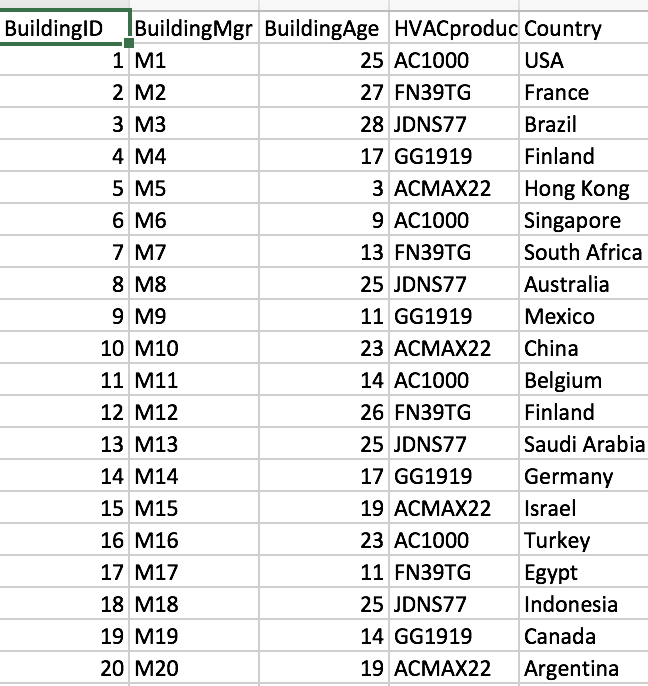 BuildingID BuildingMgr BuildingAge HVACproduc Country
1 M1 25 AC1000 USA
2 M2 27 FN39TG France
3 M3 28 JDNS77 Brazil
4 M4 17 GG1919 Finland
5 M5 3 ACMAX22 Hong Kong
6 M6 9 AC1000 Singapore
7 M7 13 FN39TG South Africa
8 M8 25 JDNS77 Australia
9 M9 11 GG1919 Mexico
10 M10 23 ACMAX22 China
11 M11 14 AC1000 Belgium
12 M12 26 FN39TG Finland
13 M13 25 JDNS77 Saudi Arabia
14 M14 17 GG1919 Germany
15 M15 19 ACMAX22 Israel
16 M16 23 AC1000 Turkey
17 M17 11 FN39TG Egypt
18 M18 25 JDNS77 Indonesia
19 M19 14 GG1919 Canada
20 M20 19 ACMAX22 Argentina